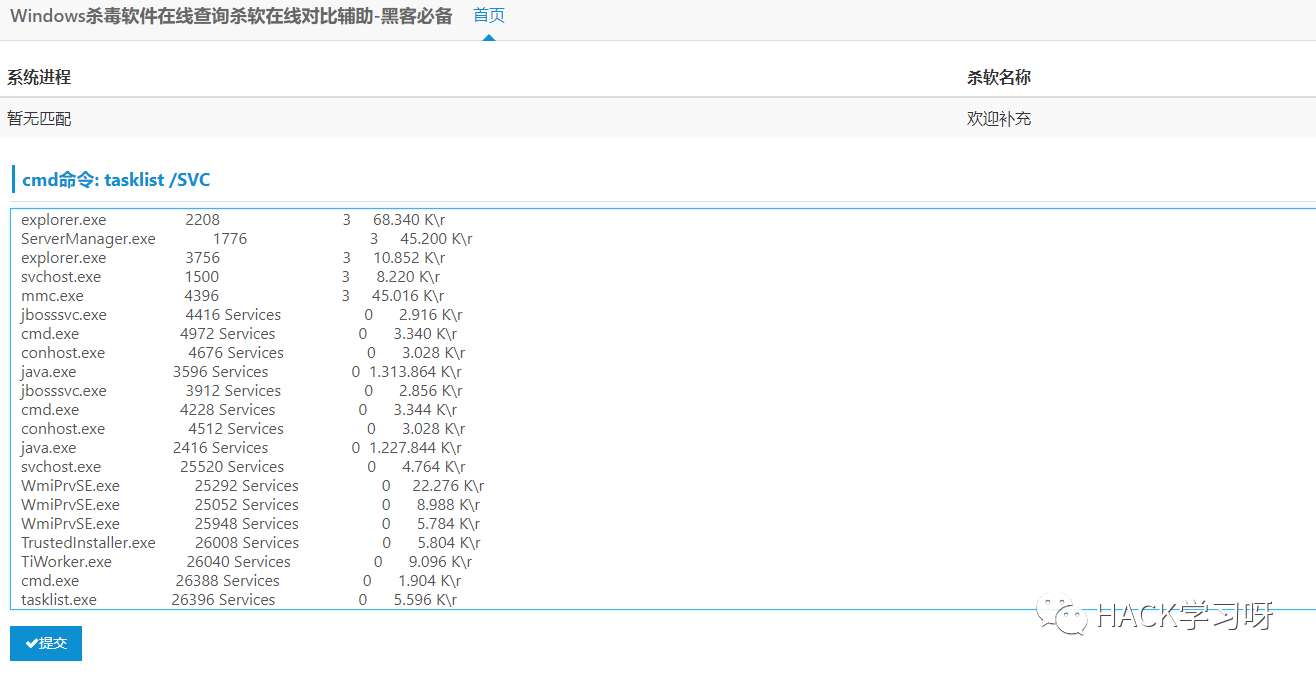 Windows杀毒软件在线查询杀软在线对比辅助-黑客必备 首页
系统进程 杀软名称
暂无匹配 欢迎补充
cmd命令: tasklist /SVC
explorer.exe 2208 3 68.340 K\r
ServerManager.exe 1776 3 45.200 K\r
explorer.exe 3756 3 10.852 K\r
svchost.exe 1500 3 8.220 K\r
mmc.exe 4396 3 45.016 K\r
jbosssvc.exe 4416 Services 0 2.916 K\r
cmd.exe 4972 Services 0 3.340 K\r
conhost.exe 4676 Services 0 3.028 K\r
java.exe 3596 Services 0 1.313.864 K\r
jbosssvc.exe 3912 Services 0 2.856 K\r
cmd.exe 4228 Services 0 3.344 K\r
conhost.exe 4512 Services 0 3.028 K\r
java.exe 2416 Services 0 1.227.844 K\r
svchost.exe 25520 Services 0 4.764 K\r
WmiPrvSE.exe 25292 Services 0 22.276 K\r
WmiPrvSE.exe 25052 Services 0 8.988 K\r
WmiPrvSE.exe 25948 Services 0 5.784 K\r
TrustedInstaller.exe 26008 Services 0 5.804 K\r
TiWorker.exe 26040 Services 0 9.096 K\r
cmd.exe 26388 Services 0 1.904 K\r
tasklist.exe 26396 Services 0 5.596 K\r
HACK学习呀
提交